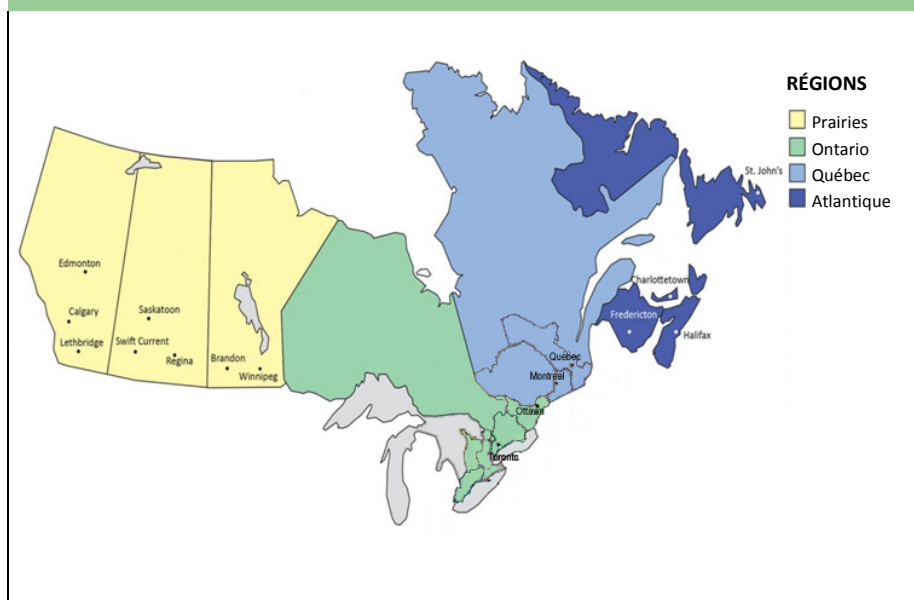 RÉGIONS
Prairies
Ontario
Québec
Atlantique
St. John's
Edmonton
Calgary
Lethbridge
Saskatoon
Swift Current
Regina
Brandon
Winnipeg
Charlottetown
Fredericton
Halifax
Québec
Montréal
Ottawa
Toronto